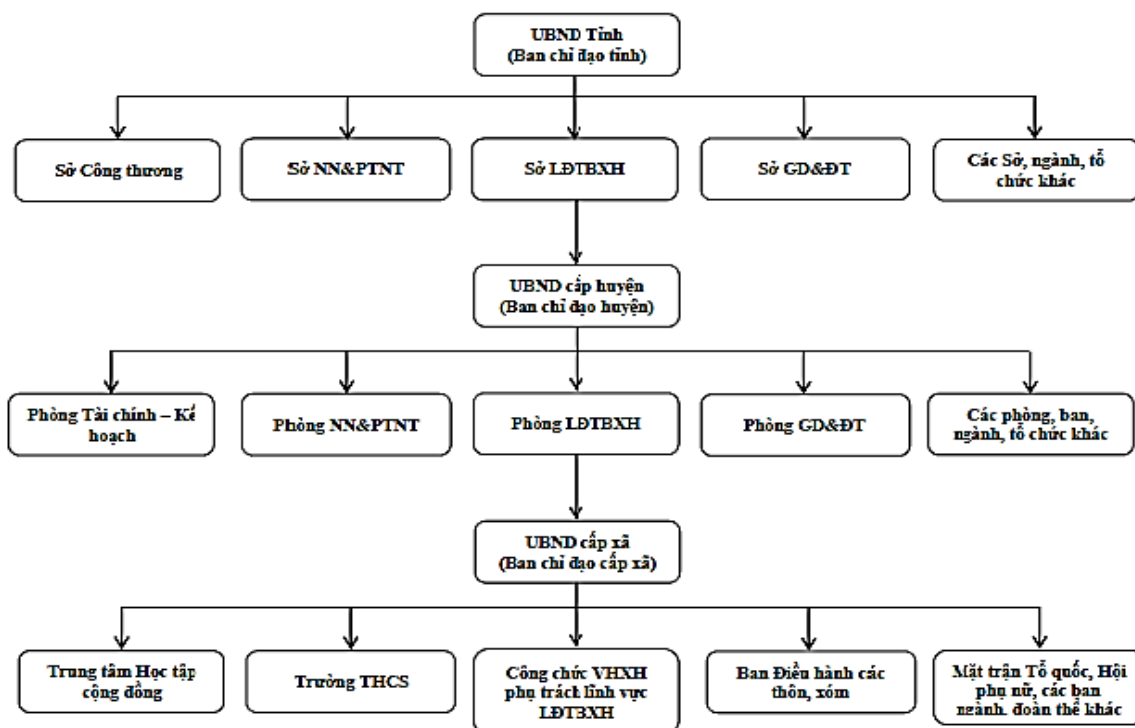 UBND Tỉnh
(Ban chỉ đạo tỉnh)
Sở Công thương
Sở NN&PTNT
Sở LĐTBXH
Sở GD&ĐT
Các Sở, ngành, tổ
chức khác
UBND cấp huyện
(Ban chỉ đạo huyện)
Phòng Tài chính – Kế
hoạch
Phòng NN&PTNT
Phòng LĐTBXH
Phòng GD&ĐT
Các phòng, ban,
ngành, tổ chức khác
UBND cấp xã
(Ban chỉ đạo cấp xã)
Trung tâm Học tập
cộng đồng
Trường THCS
Công chức VHXH
phụ trách lĩnh vực
LĐTBXH
Ban Điều hành các
thôn, xóm
Mặt trận Tổ quốc, Hội
phụ nữ, các ban
ngành, đoàn thể khác